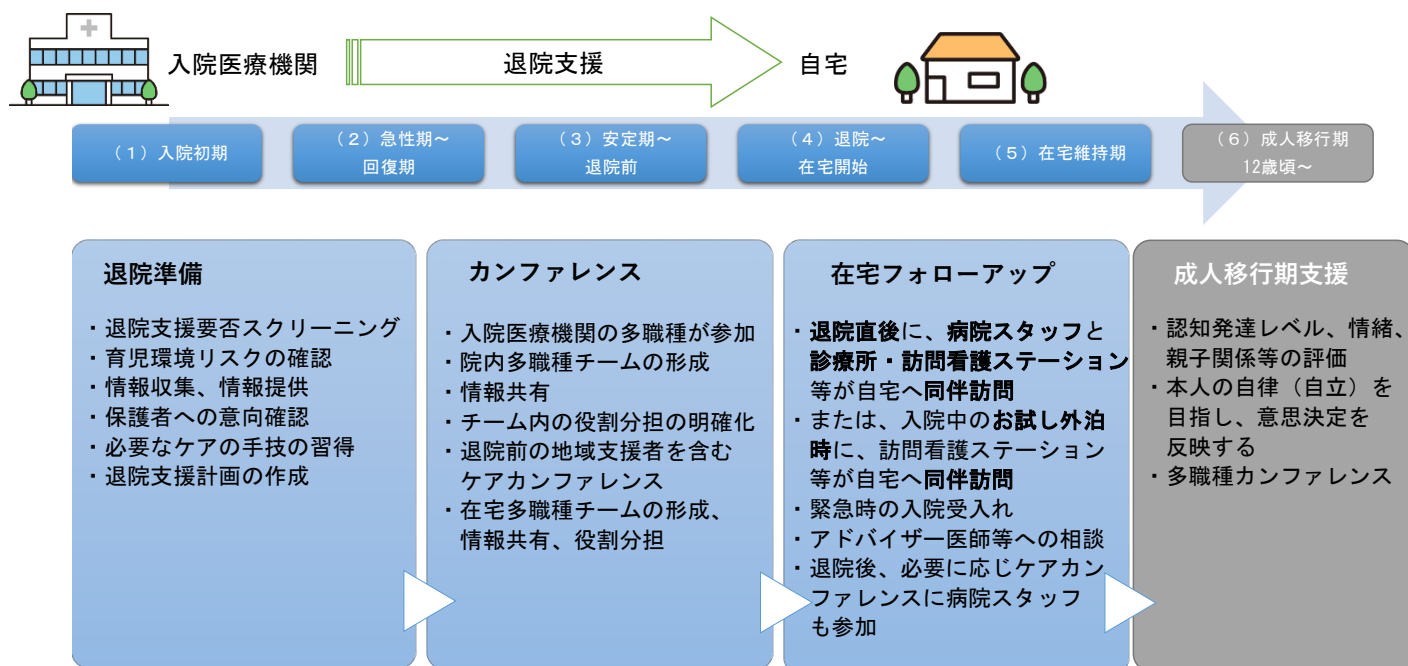 入院医療機関
退院支援
自宅
（１）入院初期
（２）急性期～
回復期
（３）安定期～
退院前
（４）退院～
在宅開始
（５）在宅維持期
（６）成人移行期
12歳頃～
退院準備
・退院支援要否スクリーニング
・育児環境リスクの確認
・情報収集、情報提供
・保護者への意向確認
・必要なケアの手技の習得
・退院支援計画の作成
カンファレンス
・入院医療機関の多職種が参加
・院内多職種チームの形成
・情報共有
・チーム内の役割分担の明確化
・退院前の地域支援者を含む
ケアカンファレンス
・在宅多職種チームの形成、
情報共有、役割分担
在宅フォローアップ
・退院直後に、病院スタッフと
診療所・訪問看護ステーション
等が自宅へ同伴訪問
・または、入院中のお試し外泊
時に、訪問看護ステーション
等が自宅へ同伴訪問
・緊急時の入院受入れ
・アドバイザー医師等への相談
・退院後、必要に応じケアカン
ファレンスに病院スタッフ
も参加
成人移行期支援
・認知発達レベル、情緒、
親子関係等の評価
・本人の自律（自立）を
目指し、意思決定を
反映する
・多職種カンファレンス